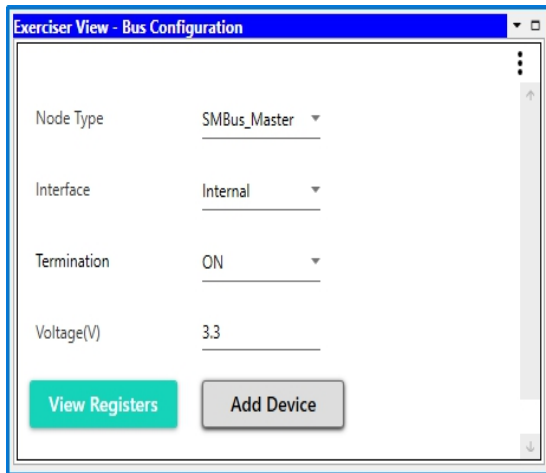 Exerciser View - Bus Configuration
Node Type SMBus_Master
Interface Internal
Termination ON
Voltage(V) 3.3
View Registers Add Device